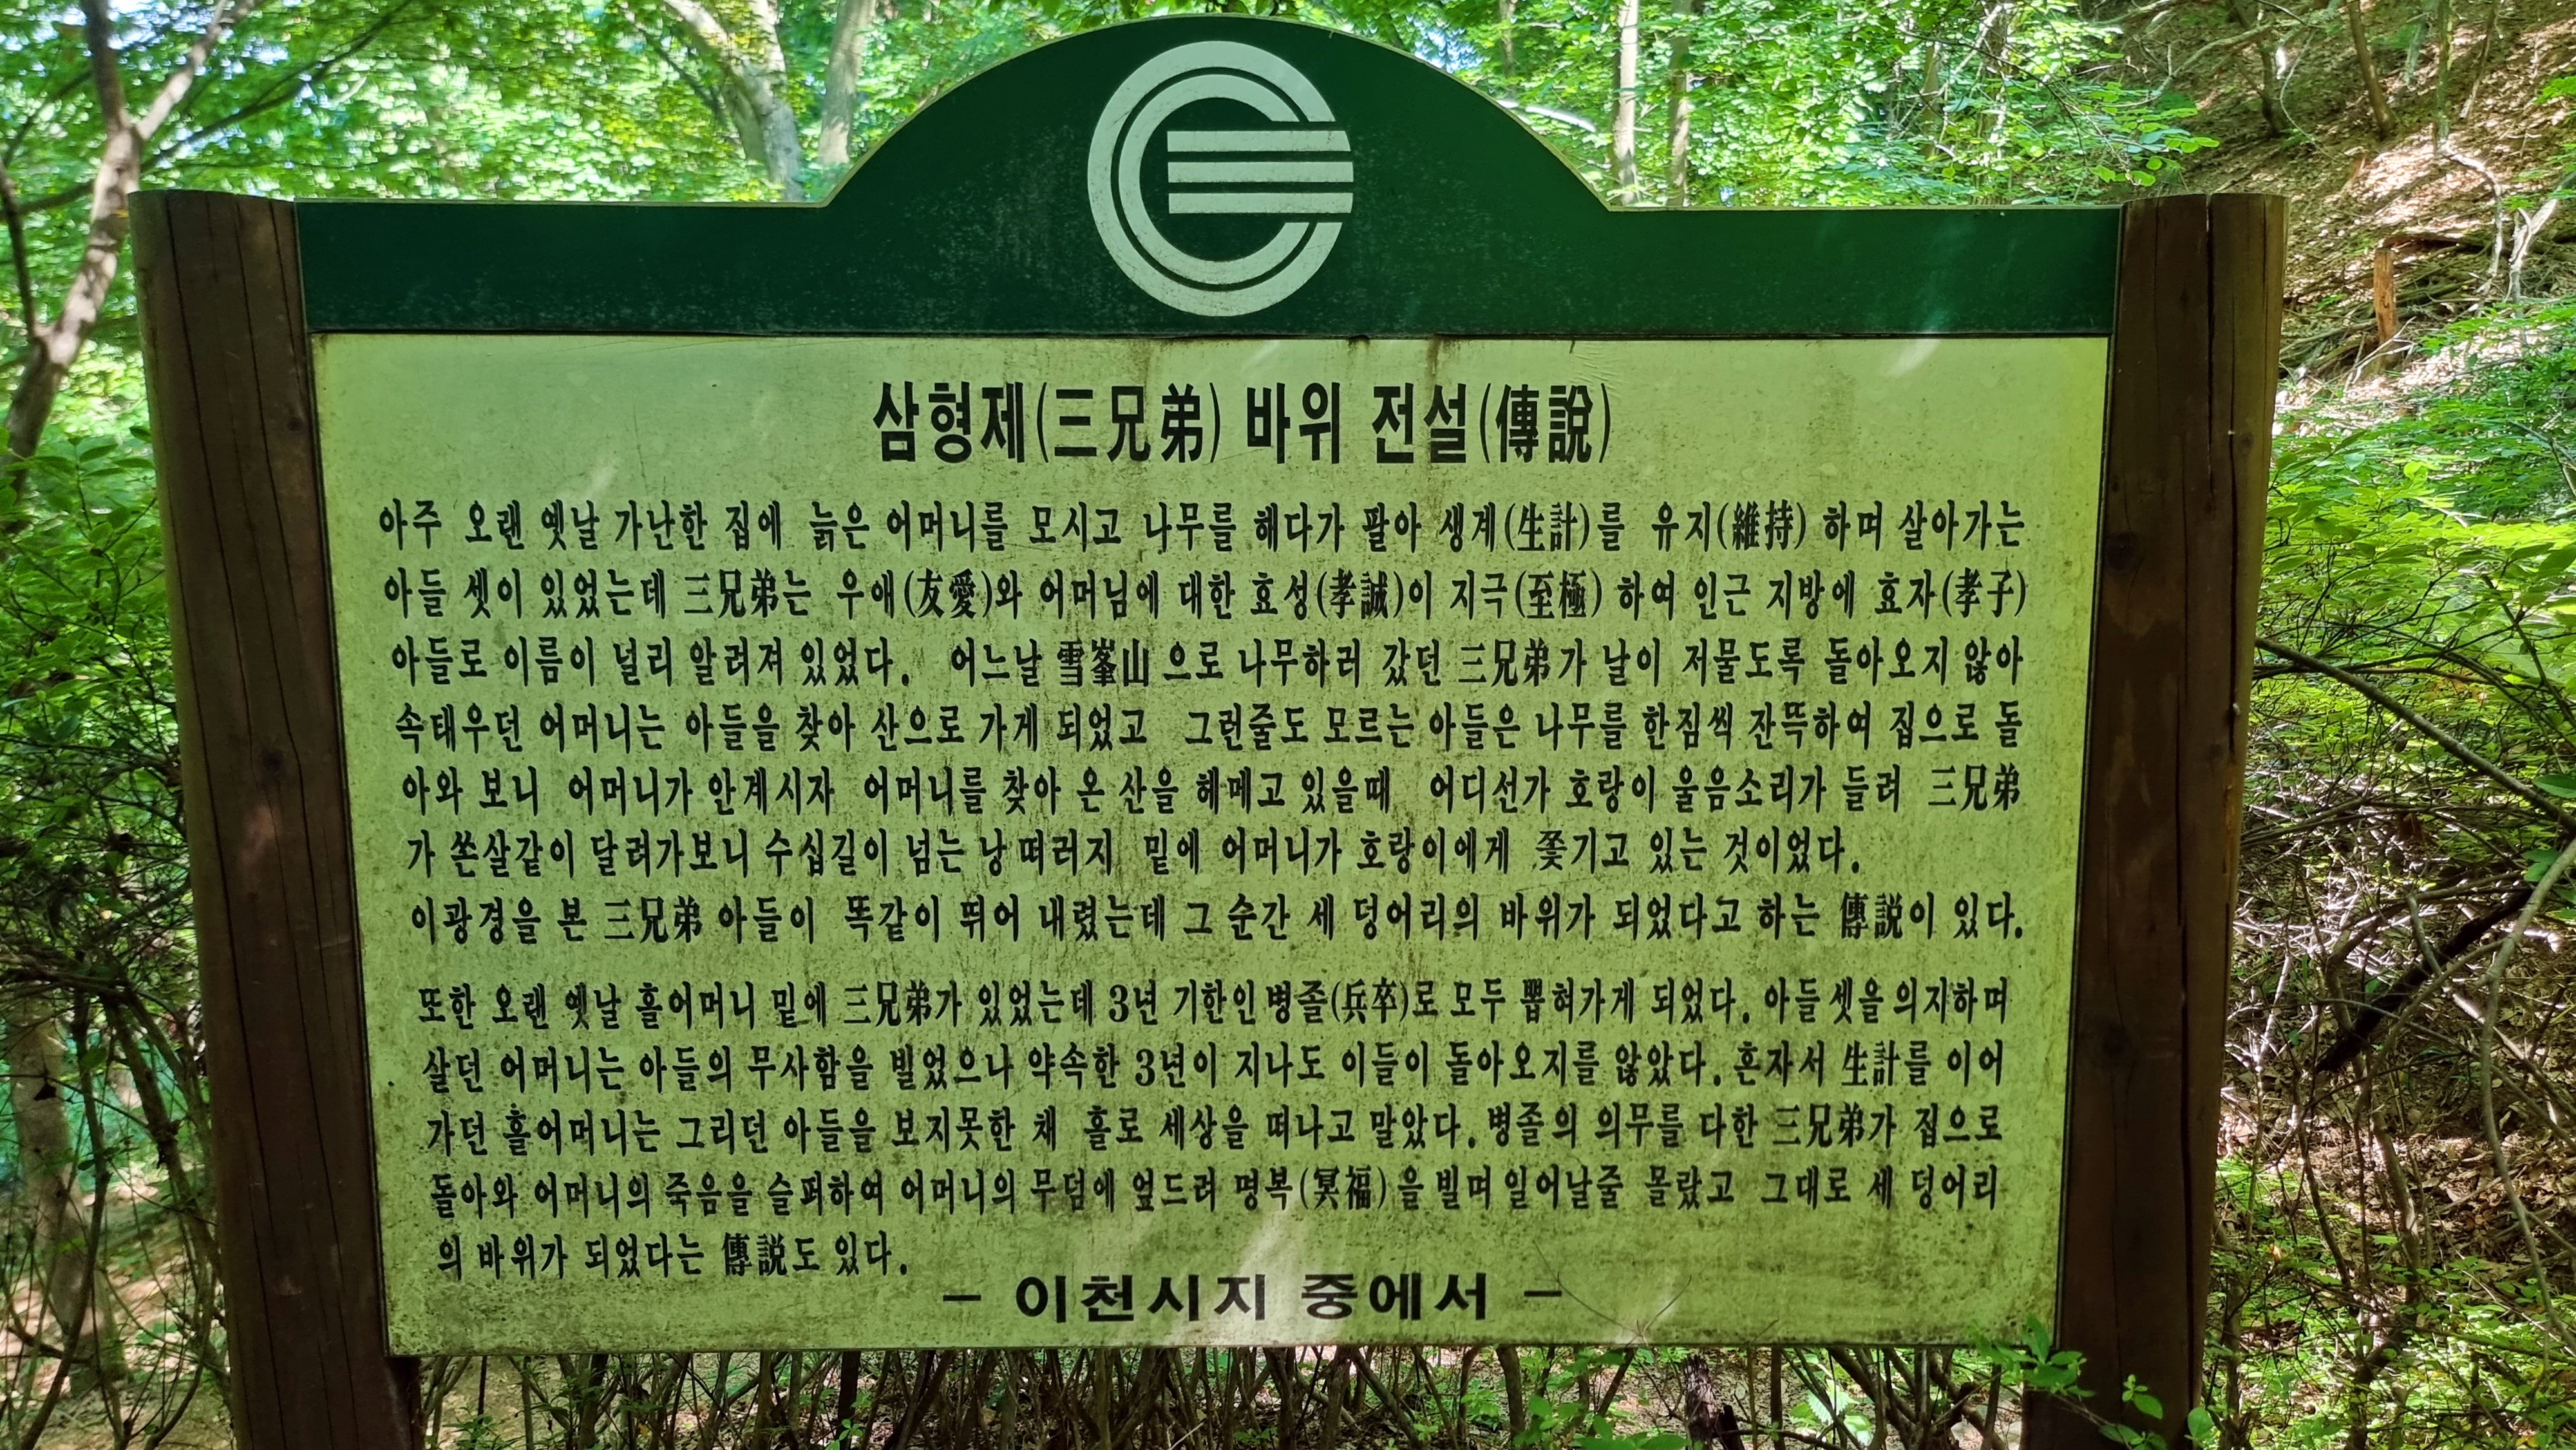 삼형제(三兄弟) 바위 전설(傳說)
아주 오랜 옛날 가난한 집에 늙은 어머니를 모시고 나무를 해다가 팔아 생계(生計)를 유지(維持) 하며 살아가는
아들 셋이 있었는데 三兄弟는 우애(友愛)와 어머님에 대한 효성(孝誠)이 지극(至極) 하여 인근 지방에 효자(孝子)
아들로 이름이 널리 알려져 있었다. 어느날 雪峯山으로 나무하러 갔던 三兄弟가 날이 저물도록 돌아오지 않아
속태우던 어머니는 아들을 찾아 산으로 가게 되었고 그런줄도 모르는 아들은 나무를 한짐씩 잔뜩하여 집으로 돌
아와 보니 어머니가 안계시자 어머니를 찾아 온 산을 헤메고 있을때 어디선가 호랑이 울음소리가 들려 三兄弟
가 쏜살같이 달려가보니 수십길이 넘는 낭떠러지 밑에 어머니가 호랑이에게 쫓기고 있는 것이었다.
이광경을 본 三兄弟 아들이 똑같이 뛰어 내렸는데 그 순간 세 덩어리의 바위가 되었다고 하는 傳説이 있다.
또한 오랜 옛날 홀어머니 밑에 三兄弟가 있었는데 3년 기한인 병졸(兵卒)로 모두 뽑혀가게 되었다. 아들 셋을 의지하며
살던 어머니는 아들의 무사함을 빌었으나 약속한 3년이 지나도 이들이 돌아오지를 않았다. 혼자서 生計를 이어
가던 홀어머니는 그리던 아들을 보지못한 채 홀로 세상을 떠나고 말았다. 병졸의 의무를 다한 三兄弟가 집으로
돌아와 어머니의 죽음을 슬퍼하여 어머니의 무덤에 엎드려 명복(冥福)을 빌며 일어날줄 몰랐고 그대로 세 덩어리
의 바위가 되었다는 傳説도 있다.
- 이천시지 중에서 -